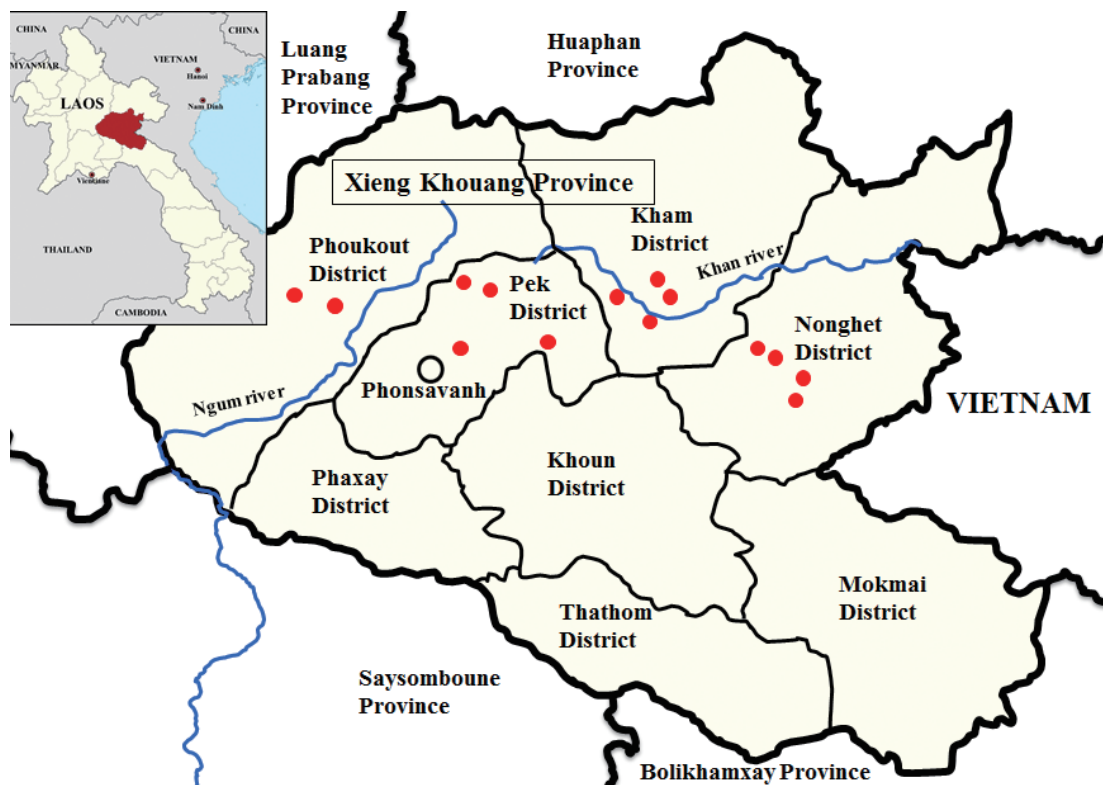 CHINA
CHINA
MYANMAR
VIETNAM
Hanoi
LAOS
Nam Dinh
Vientiane
THAILAND
CAMBODIA
Luang
Prabang
Province
Huaphan
Province
Xieng Khouang Province
Phoukout
District
Kham
District
Khan river
Pek
District
Nonghet
District
Phonsavanh
Ngum river
VIETNAM
Phaxay
District
Khoun
District
Mokmai
District
Thathom
District
Saysomboune
Province
Bolikhamxay Province